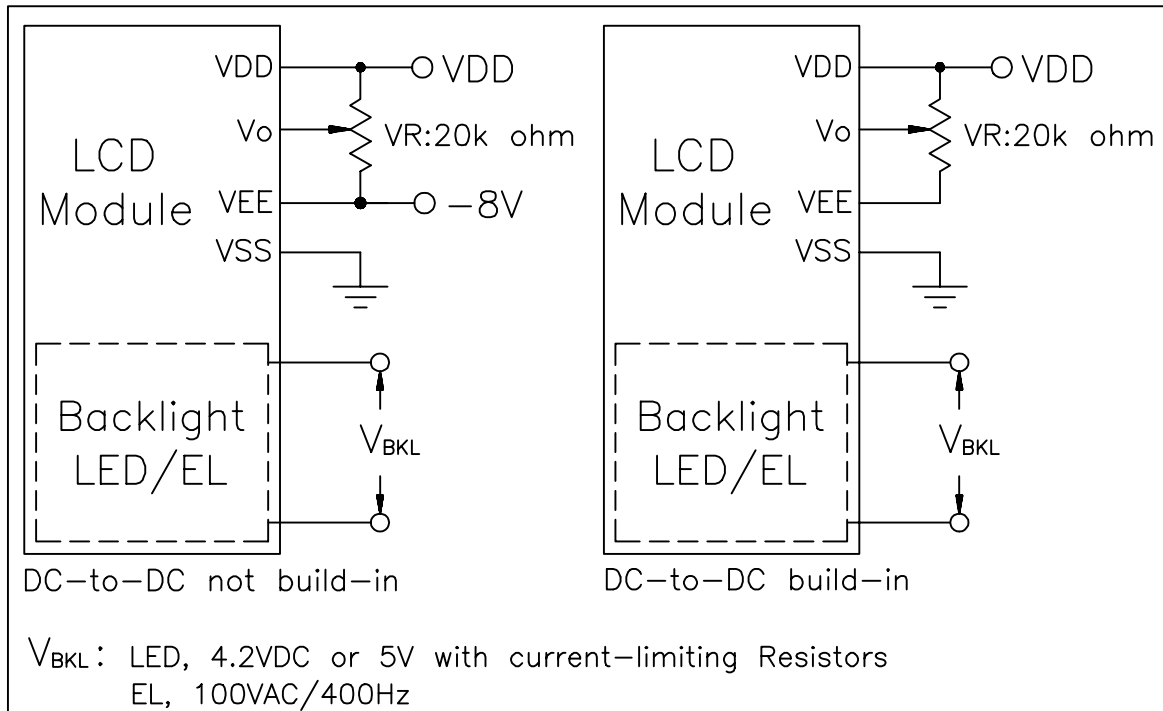 VDD
VDD
Vo
VR:20k ohm
LCD
Module
VEE
-8V
VSS
Backlight
LED/EL
VBKL
DC-to-DC not build-in
VDD
VDD
Vo
VR:20k ohm
LCD
Module
VEE
VSS
Backlight
LED/EL
VBKL
DC-to-DC build-in
VBKL: LED, 4.2VDC or 5V with current-limiting Resistors
EL, 100VAC/400Hz